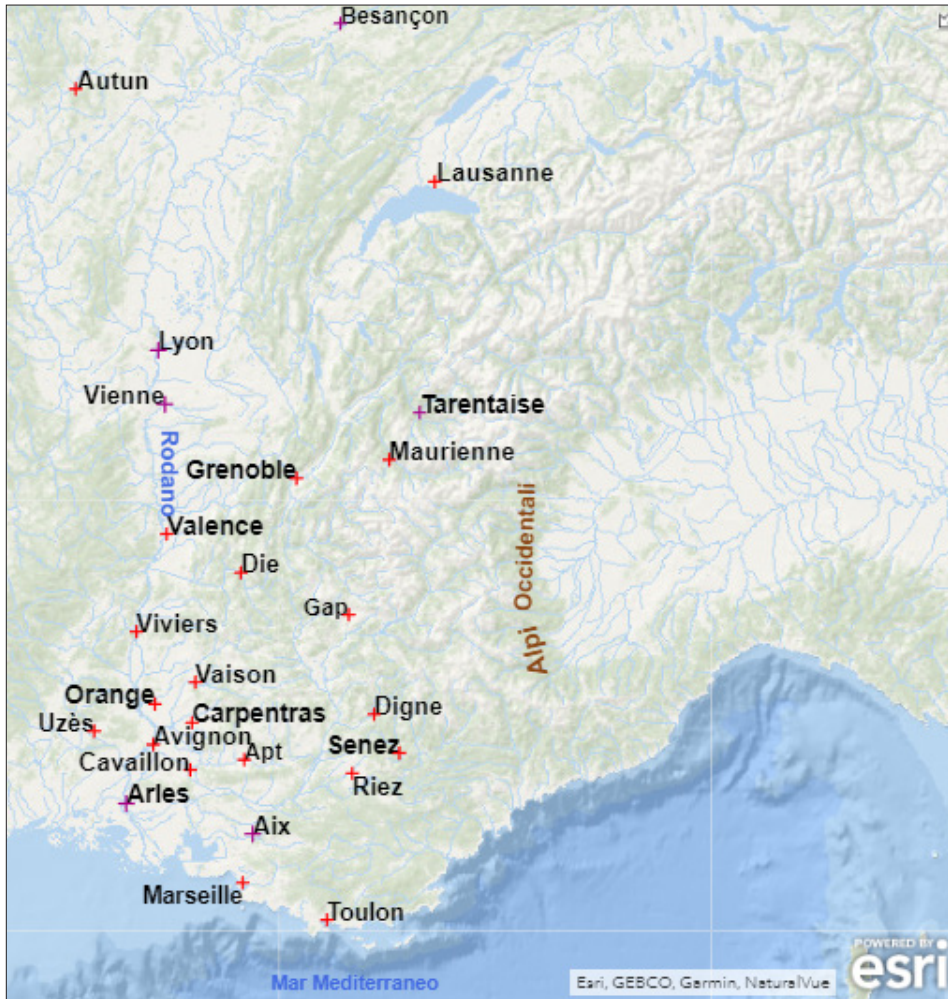 Besançon
Autun
Lausanne
Lyon
Vienne
Tarentaise
Rodano
Maurienne
Grenoble
Alpi Occidentali
Valence
Die
Gap
Viviers
Vaison
Orange
Carpentras
Digne
Uzès
Avignon
Senez
Apt
Cavaillon
Riez
Arles
Aix
Marseille
Toulon
Mar Mediterraneo
Esri, GEBCO, Garmin, NaturalVue
POWERED BY
esri